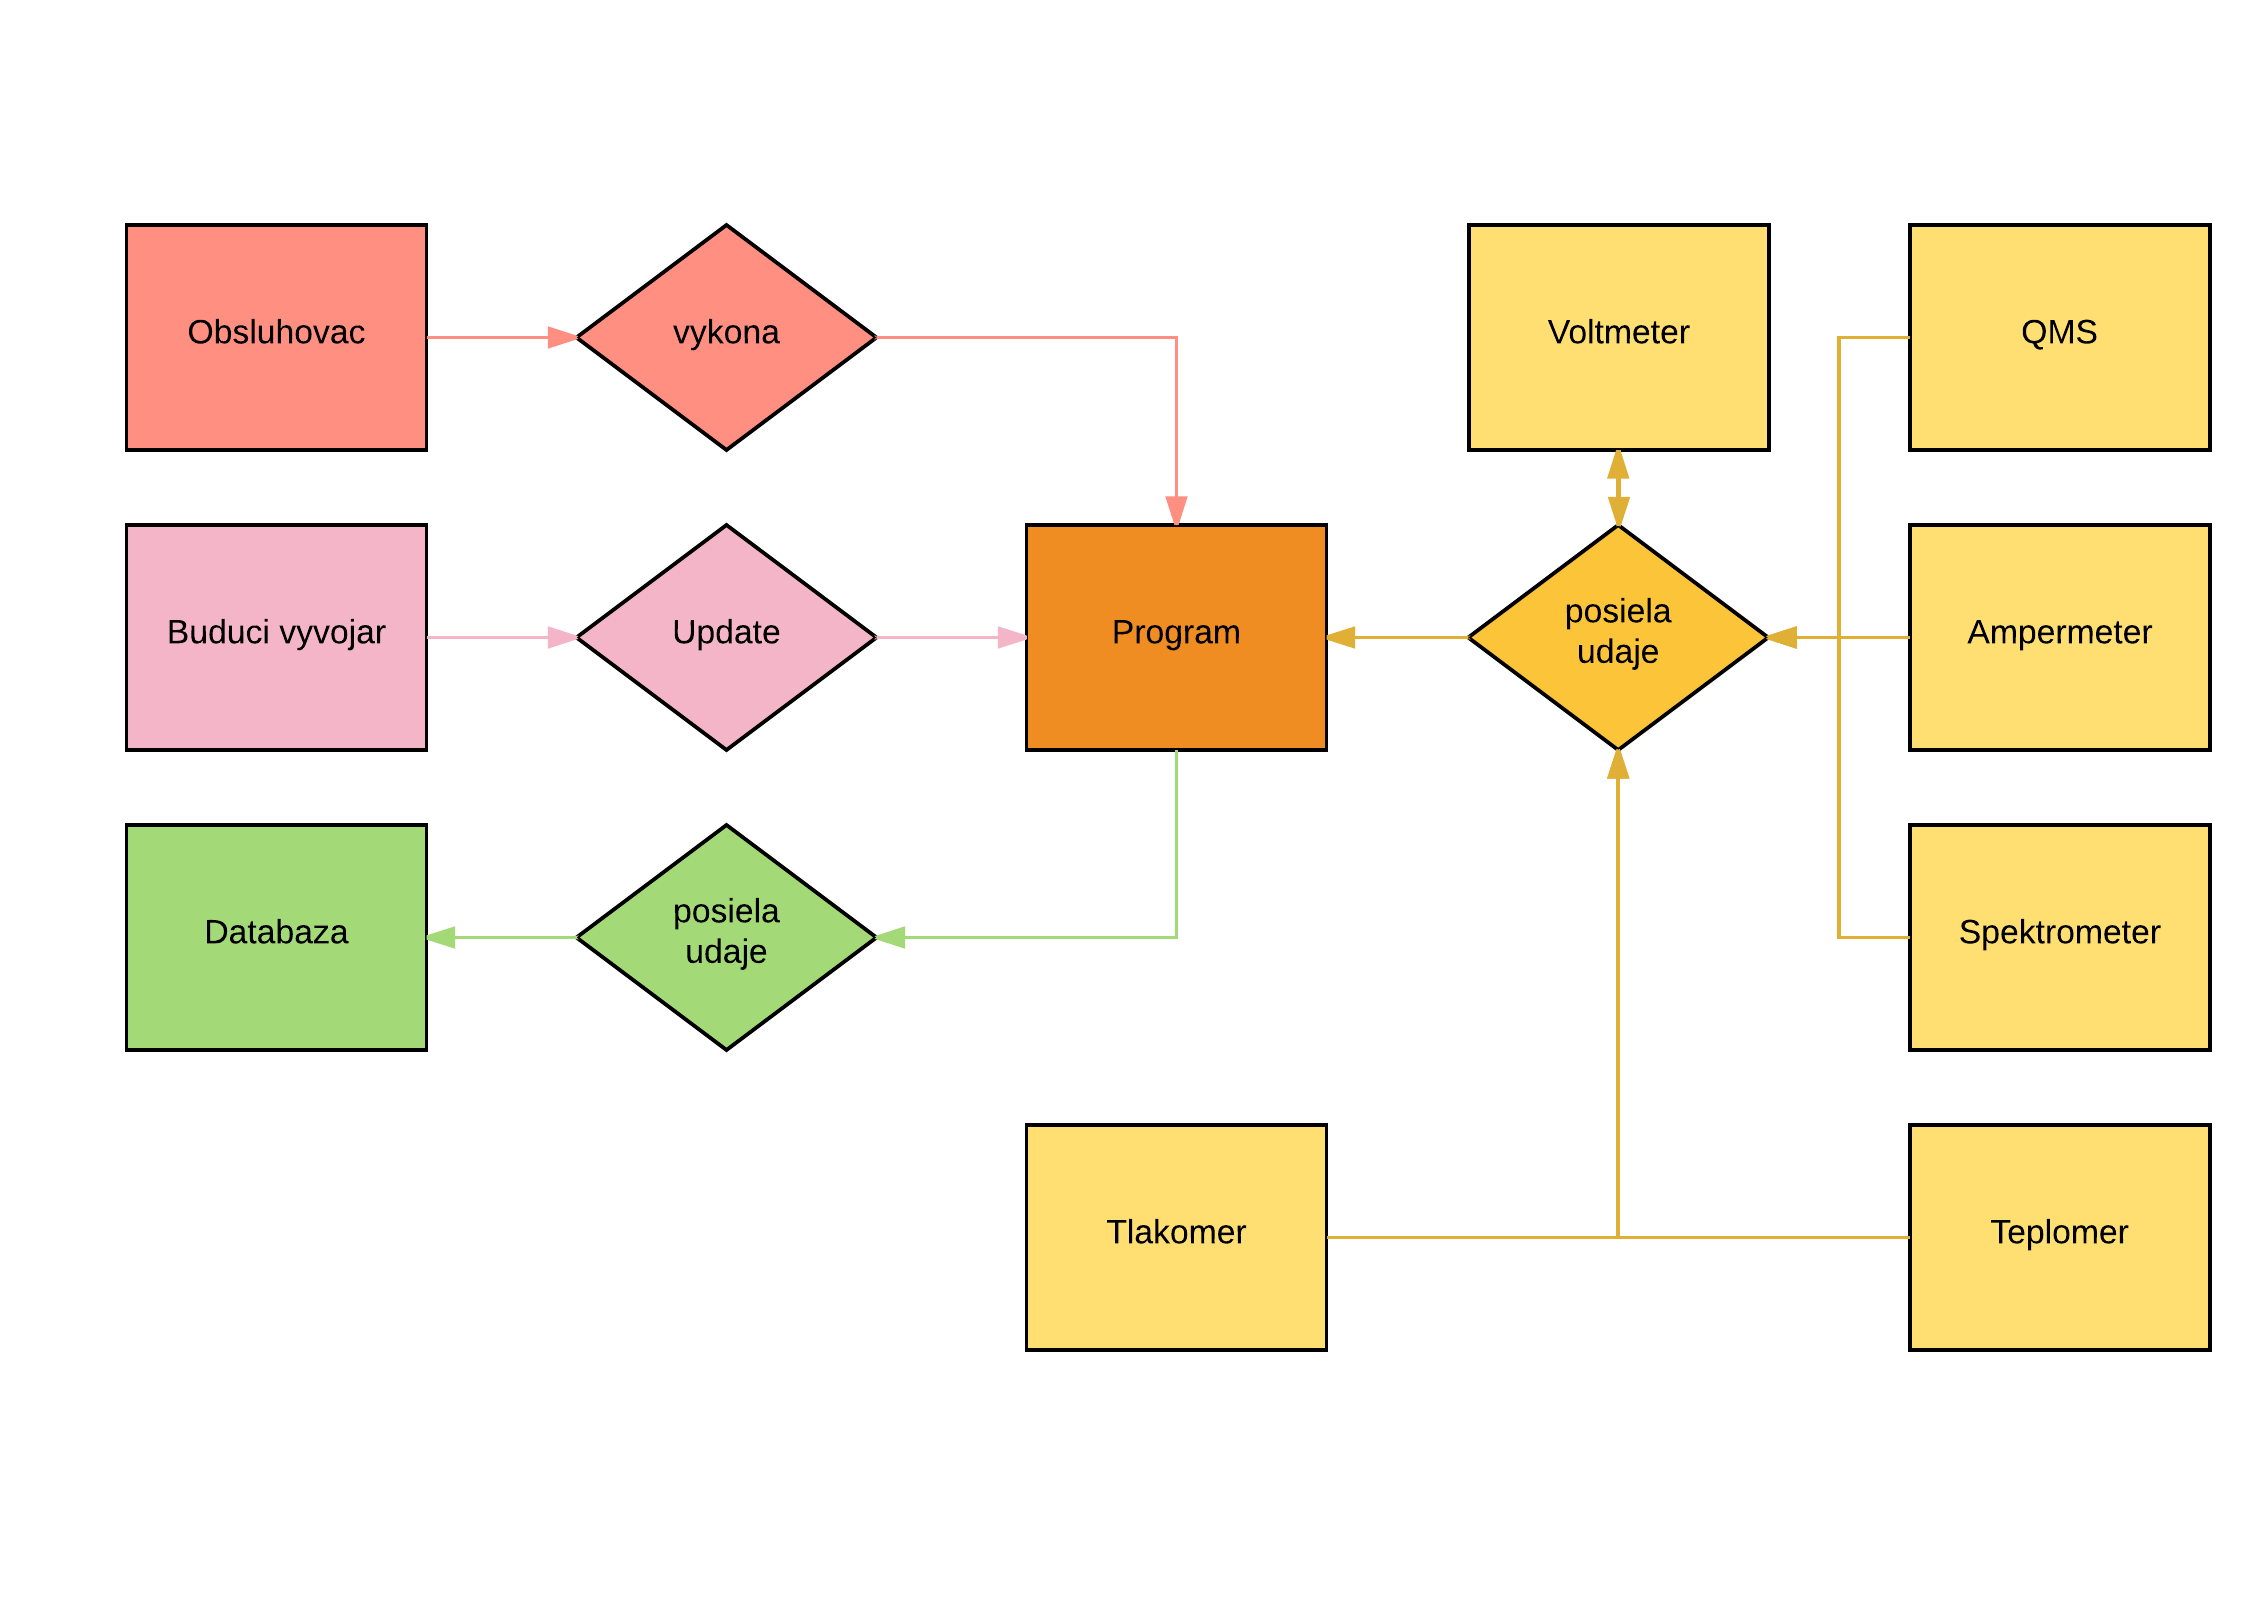 Obsluhovac
vykona
Voltmeter
QMS
Buduci vyvojar
Update
Program
posiela
udaje
Ampermeter
Databaza
posiela
udaje
Spektrometer
Tlakomer
Teplomer